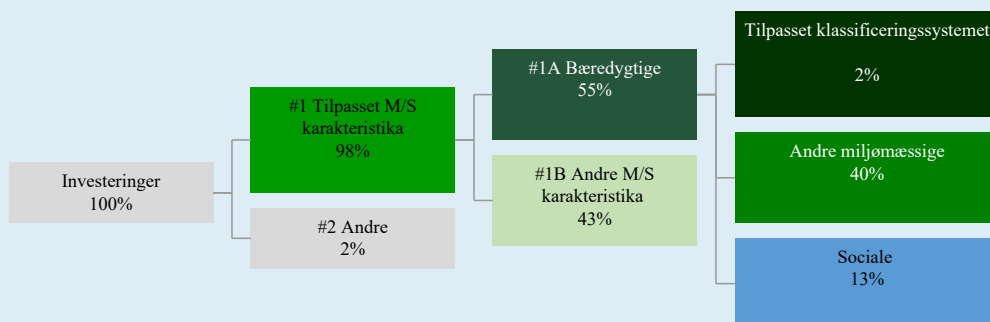 Investeringer
100%
#1 Tilpasset M/S
karakteristika
98%
#2 Andre
2%
#1A Bæredygtige
55%
#1B Andre M/S
karakteristika
43%
Tilpasset klassificeringssystemet
2%
Andre miljømæssige
40%
Sociale
13%